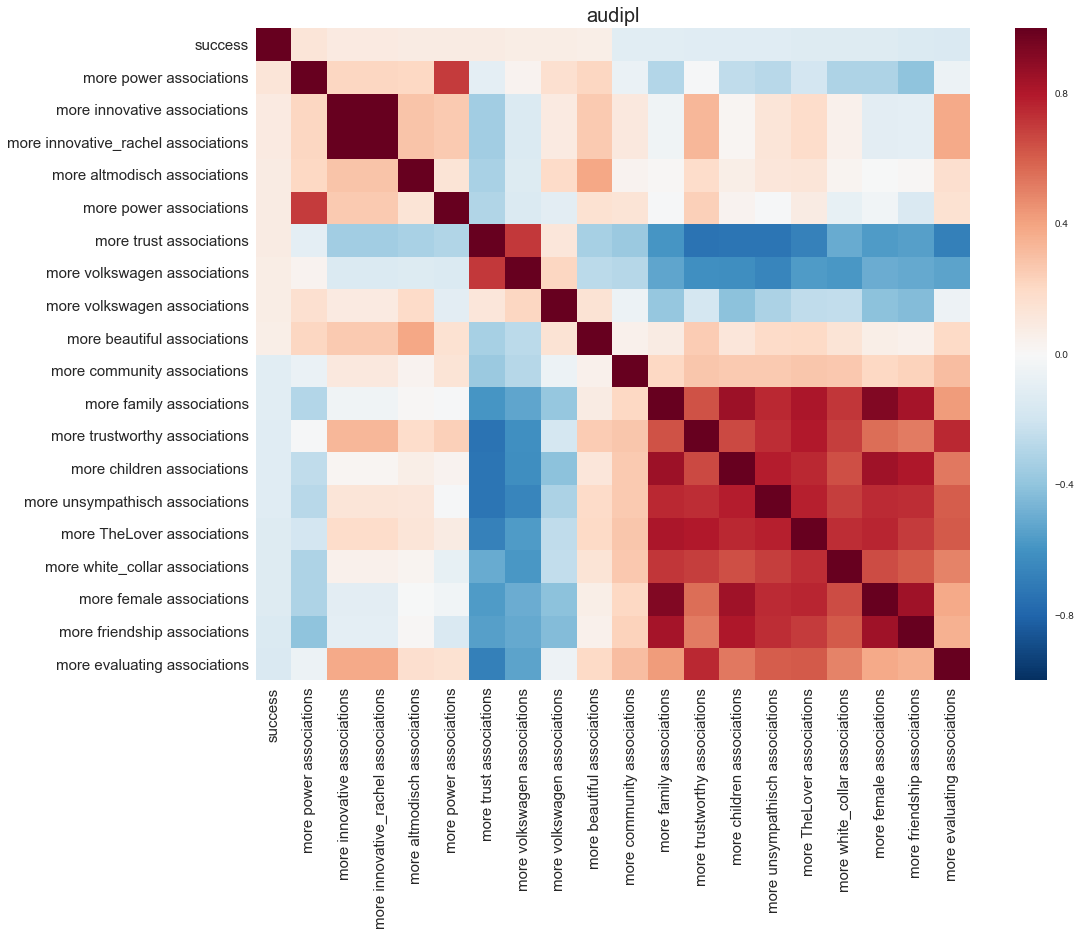 audipl
success
more power associations
more innovative associations
more innovative_rachel associations
more altmodisch associations
more power associations
more trust associations
more volkswagen associations
more volkswagen associations
more beautiful associations
more community associations
more family associations
more trustworthy associations
more children associations
more unsympathisch associations
more TheLover associations
more white_collar associations
more female associations
more friendship associations
more evaluating associations
success
more power associations
more innovative associations
more innovative_rachel associations
more altmodisch associations
more power associations
more trust associations
more volkswagen associations
more volkswagen associations
more beautiful associations
more community associations
more family associations
more trustworthy associations
more children associations
more unsympathisch associations
more TheLover associations
more white_collar associations
more female associations
more friendship associations
more evaluating associations
0.8
0.4
0.0
−0.4
−0.8